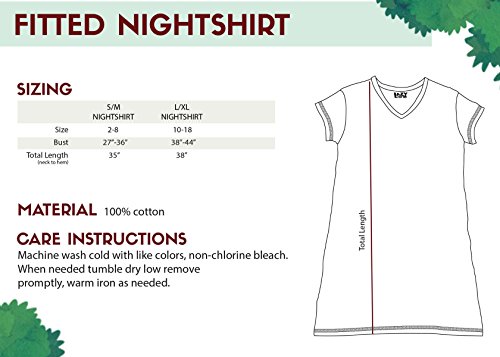 FITTED NIGHTSHIRT
SIZING
S/M NIGHTSHIRT L/XL NIGHTSHIRT
Size 2-8 10-18
Bust 27"-36" 38"-44"
Total Length 35" 38"
(neck to hem)
LAZY
Total Length
MATERIAL 100% cotton
CARE INSTRUCTIONS
Machine wash cold with like colors, non-chlorine bleach.
When needed tumble dry low remove
promptly, warm iron as needed.